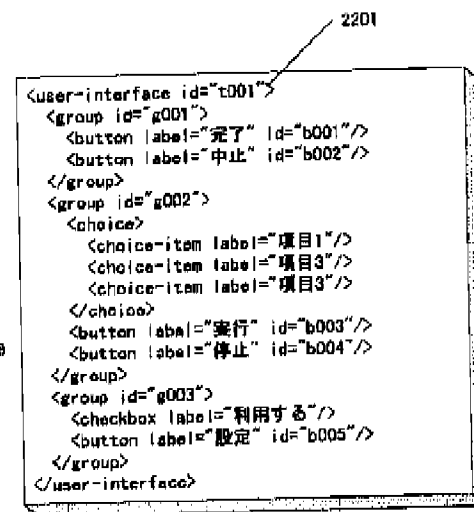 2201
<user-interface id="t001">
<group id="g001">
<button label="完了" id="b001"/>
<button label="中止" id="b002"/>
</group>
<group id="g002">
<choice>
<choice-item label="項目1"/>
<choice-item label="項目3"/>
<choice-item label="項目3"/>
</choice>
<button label="実行" id="b003"/>
<button label="停止" id="b004"/>
</group>
<group id="g003">
<checkbox label="利用する"/>
<button label="設定" id="b005"/>
</group>
</user-interface>